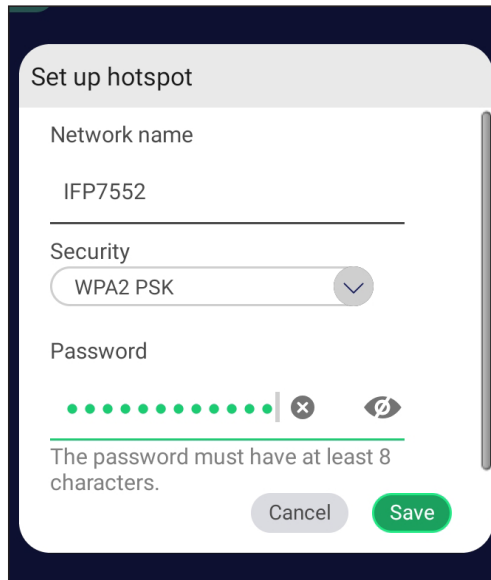 Set up hotspot
Network name
IFP7552
Security
WPA2 PSK
Password
••••••••••••
The password must have at least 8
characters.
Cancel
Save